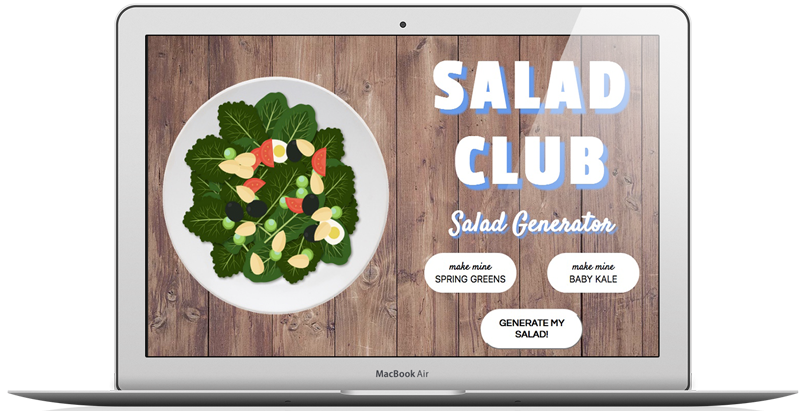 SALAD
CLUB
Salad Generator
make mine
SPRING GREENS
make mine
BABY KALE
GENERATE MY
SALAD!
MacBook Air